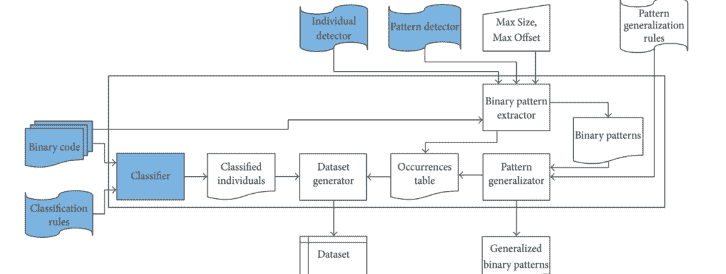 Individual
detector
Pattern detector
Max Size,
Max Offset
Pattern
generalization
rules
Binary code
Binary pattern
extractor
Binary patterns
Classifier
Classified
individuals
Dataset
generator
Occurrences
table
Pattern
generalizator
Classification
rules
Dataset
Generalized
binary patterns